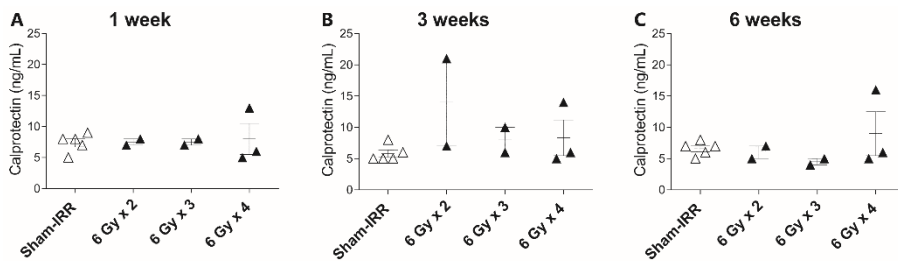 A 1 week
Calprotectin (ng/mL)
25
20
15
10
5
0
Sham-IRR
6 Gy x 2
6 Gy x 3
6 Gy x 4
B 3 weeks
Calprotectin (ng/mL)
25
20
15
10
5
0
Sham-IRR
6 Gy x 2
6 Gy x 3
6 Gy x 4
C 6 weeks
Calprotectin (ng/mL)
25
20
15
10
5
0
Sham-IRR
6 Gy x 2
6 Gy x 3
6 Gy x 4